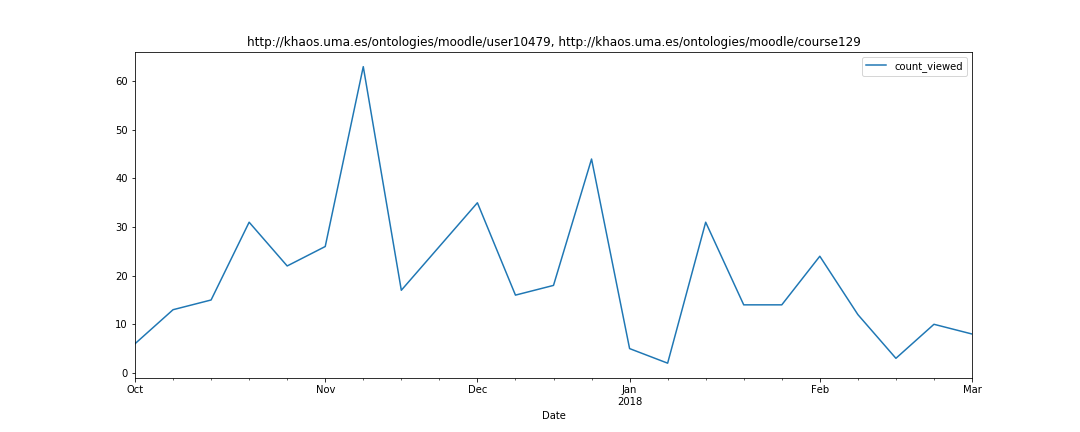 http://khaos.uma.es/ontologies/moodle/user10479, http://khaos.uma.es/ontologies/moodle/course129
count_viewed
60
50
40
30
20
10
0
Oct Nov Dec Jan Feb Mar
2018
Date